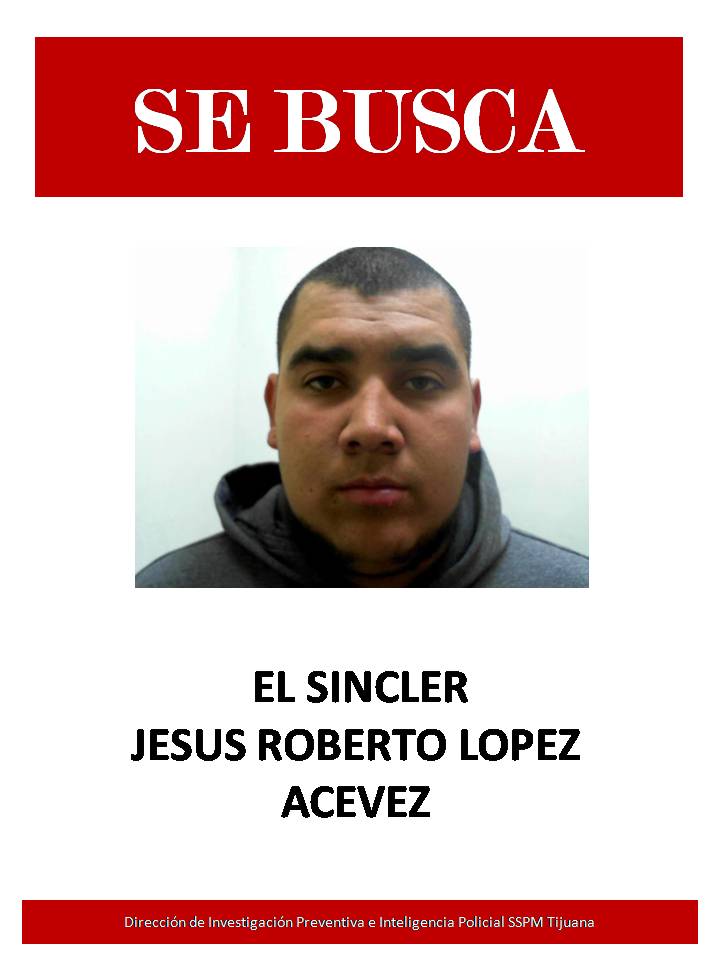 SE BUSCA
EL SINCLER
JESUS ROBERTO LOPEZ
ACEVEZ
Dirección de Investigación Preventiva e Inteligencia Policial SSPM Tijuana